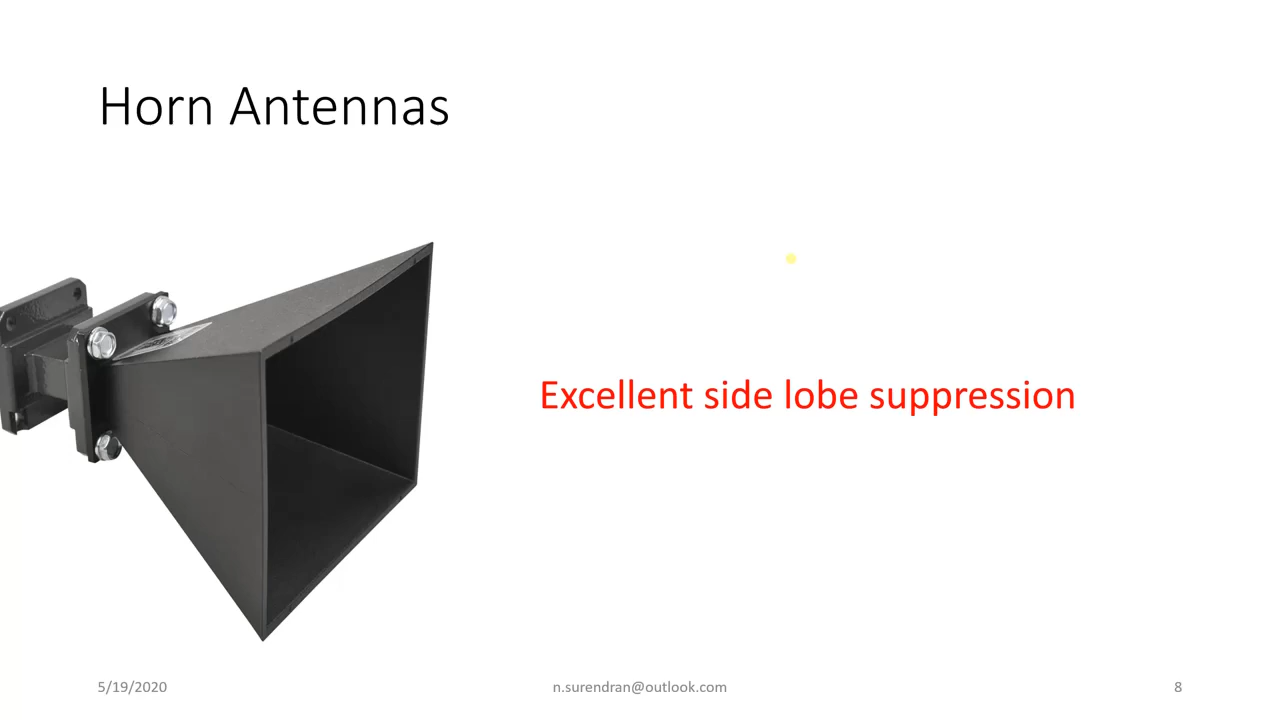 Horn Antennas
Excellent side lobe suppression
5/19/2020
n.surendran@outlook.com
8